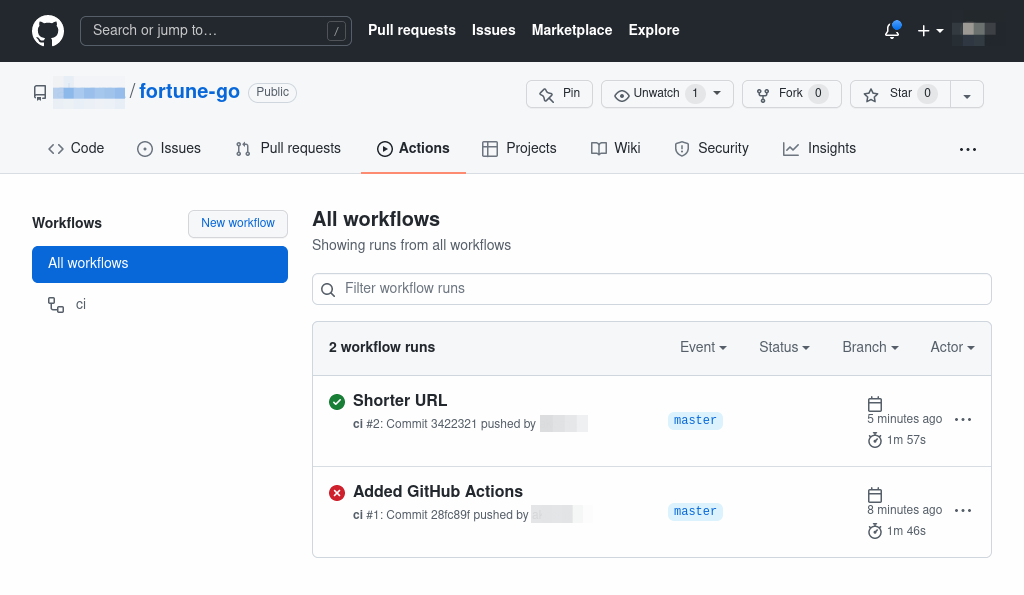 Search or jump to… /
Pull requests Issues Marketplace Explore
/ fortune-go Public
Pin Unwatch 1 Fork 0 Star 0
Code Issues Pull requests Actions Projects Wiki Security Insights
Workflows New workflow
All workflows
ci
All workflows
Showing runs from all workflows
Filter workflow runs
2 workflow runs Event Status Branch Actor
Shorter URL
ci #2: Commit 3422321 pushed by
master
5 minutes ago
1m 57s
Added GitHub Actions
ci #1: Commit 28fc89f pushed by
master
8 minutes ago
1m 46s